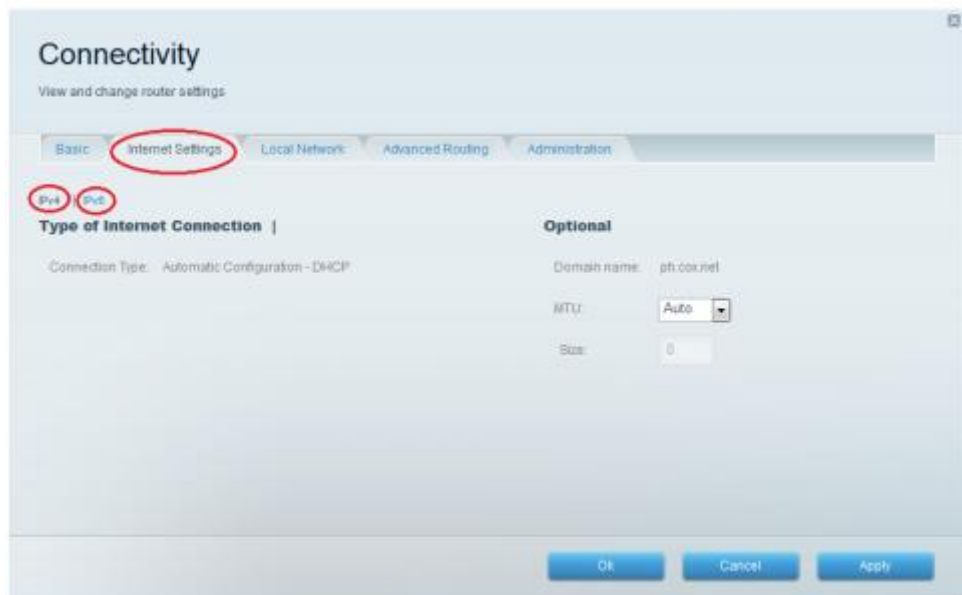 Connectivity
View and change router settings
Basic Internet Settings Local Network Advanced Routing Administration
IPv4 | IPv6
Type of Internet Connection |
Connection Type: Automatic Configuration - DHCP
Optional
Domain name: ph.cox.net
MTU: Auto
Size: 0
Ok Cancel Apply